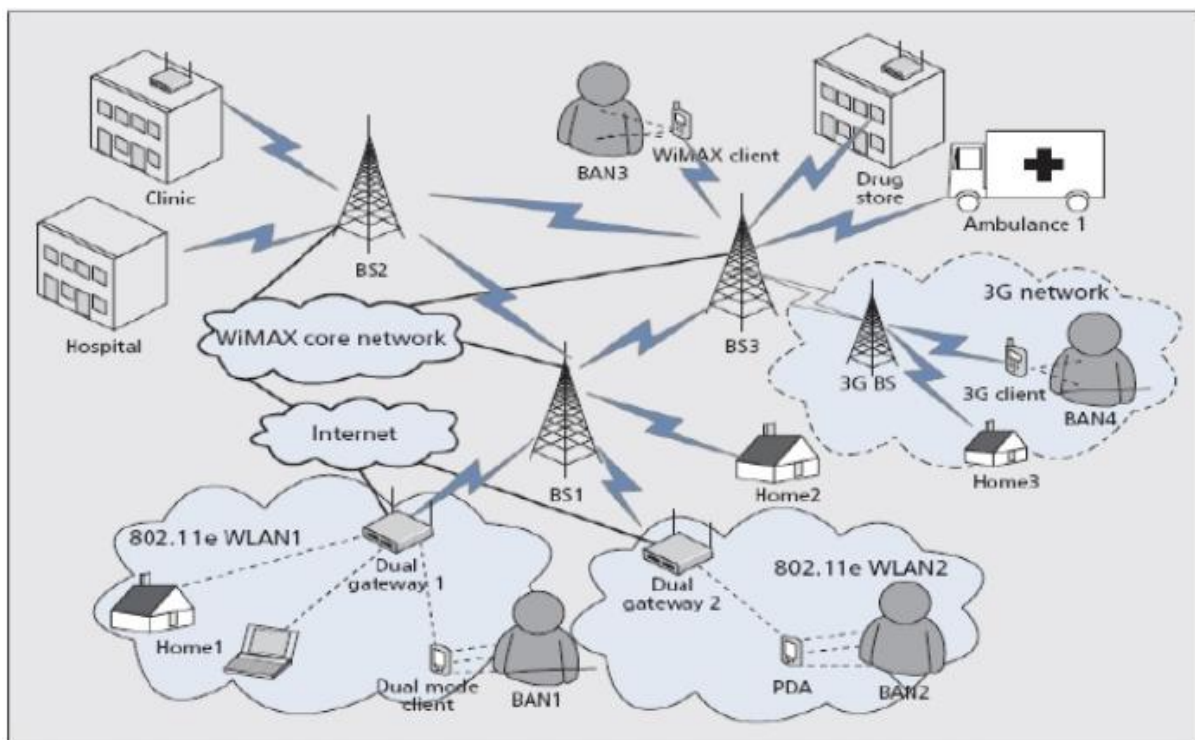 Clinic
BAN3
WiMAX client
Drug
store
Ambulance 1
Hospital
BS2
BS3
3G network
WiMAX core network
3G BS
3G client
BAN4
Internet
BS1
Home2
Home3
802.11e WLAN1
Dual
gateway 1
Home1
Dual mode
client
BAN1
802.11e WLAN2
Dual
gateway 2
PDA
BAN2